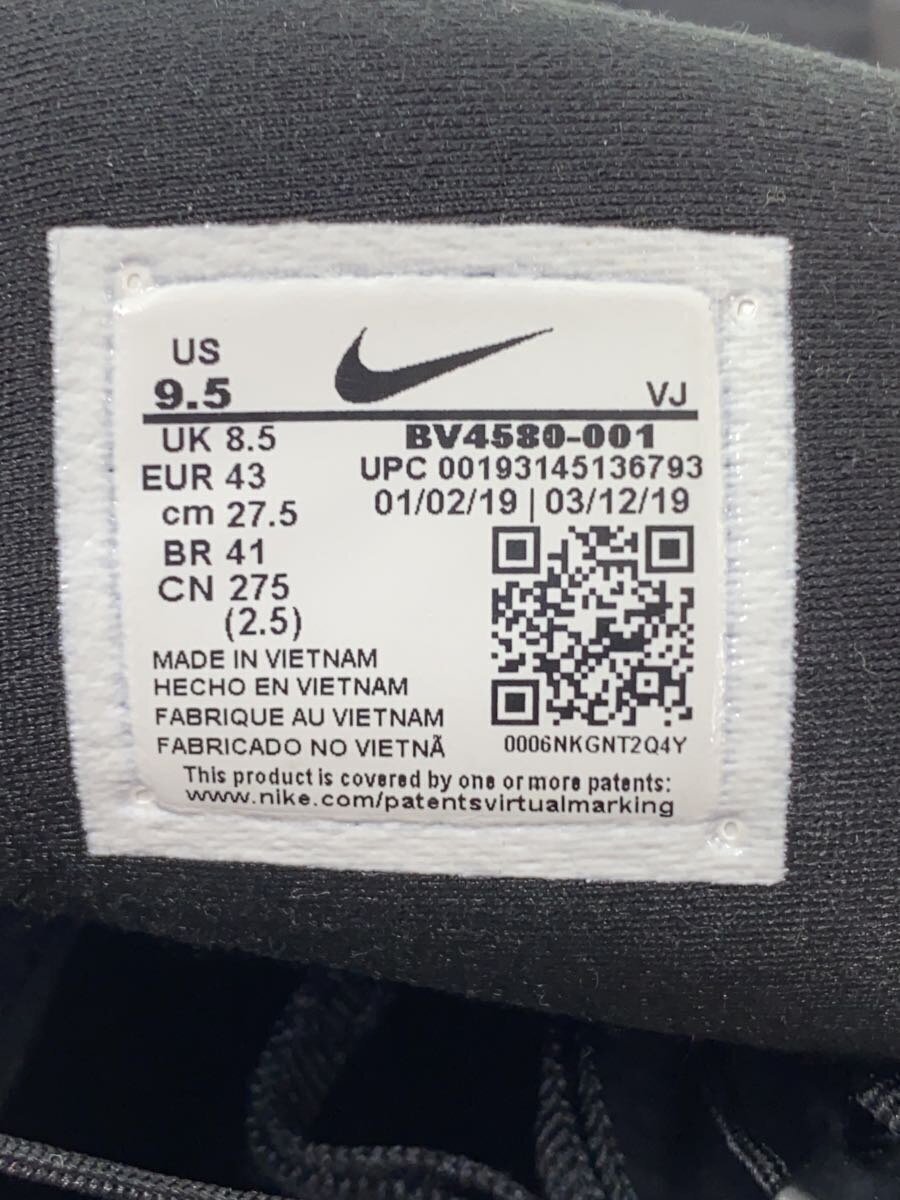 US
9.5
VJ
UK 8.5
EUR 43
cm 27.5
BR 41
CN 275
(2.5)
BV4580-001
UPC 00193145136793
01/02/19 | 03/12/19
0006NKGNT2Q4Y
MADE IN VIETNAM
HECHO EN VIETNAM
FABRIQUE AU VIETNAM
FABRICADO NO VIETNÃ
This product is covered by one or more patents:
www.nike.com/patentsvirtualmarking